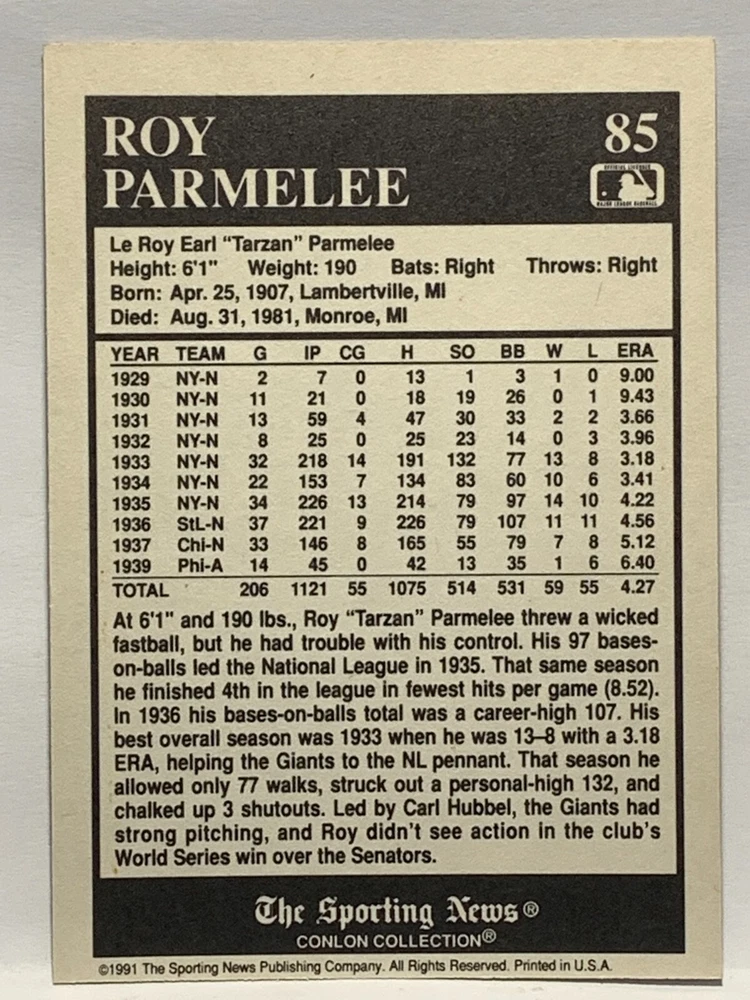 ROY
PARMELEE
85
OFFICIAL LICENSEE
MAJOR LEAGUE BASEBALL
Le Roy Earl “Tarzan” Parmelee
Height: 6'1" Weight: 190 Bats: Right Throws: Right
Born: Apr. 25, 1907, Lambertville, MI
Died: Aug. 31, 1981, Monroe, MI
YEAR TEAM G IP CG H SO BB W L ERA
1929 NY-N 2 7 0 13 1 3 1 0 9.00
1930 NY-N 11 21 0 18 19 26 0 1 9.43
1931 NY-N 13 59 4 47 30 33 2 2 3.66
1932 NY-N 8 25 0 25 23 14 0 3 3.96
1933 NY-N 32 218 14 191 132 77 13 8 3.18
1934 NY-N 22 153 7 134 83 60 10 6 3.41
1935 NY-N 34 226 13 214 79 97 14 10 4.22
1936 StL-N 37 221 9 226 79 107 11 11 4.56
1937 Chi-N 33 146 8 165 55 79 7 8 5.12
1939 Phi-A 14 45 0 42 13 35 1 6 6.40
TOTAL 206 1121 55 1075 514 531 59 55 4.27
At 6'1" and 190 lbs., Roy “Tarzan” Parmelee threw a wicked
fastball, but he had trouble with his control. His 97 bases-
on-balls led the National League in 1935. That same season
he finished 4th in the league in fewest hits per game (8.52).
In 1936 his bases-on-balls total was a career-high 107. His
best overall season was 1933 when he was 13–8 with a 3.18
ERA, helping the Giants to the NL pennant. That season he
allowed only 77 walks, struck out a personal-high 132, and
chalked up 3 shutouts. Led by Carl Hubbel, the Giants had
strong pitching, and Roy didn't see action in the club's
World Series win over the Senators.
The Sporting News®
CONLON COLLECTION®
©1991 The Sporting News Publishing Company. All Rights Reserved. Printed in U.S.A.